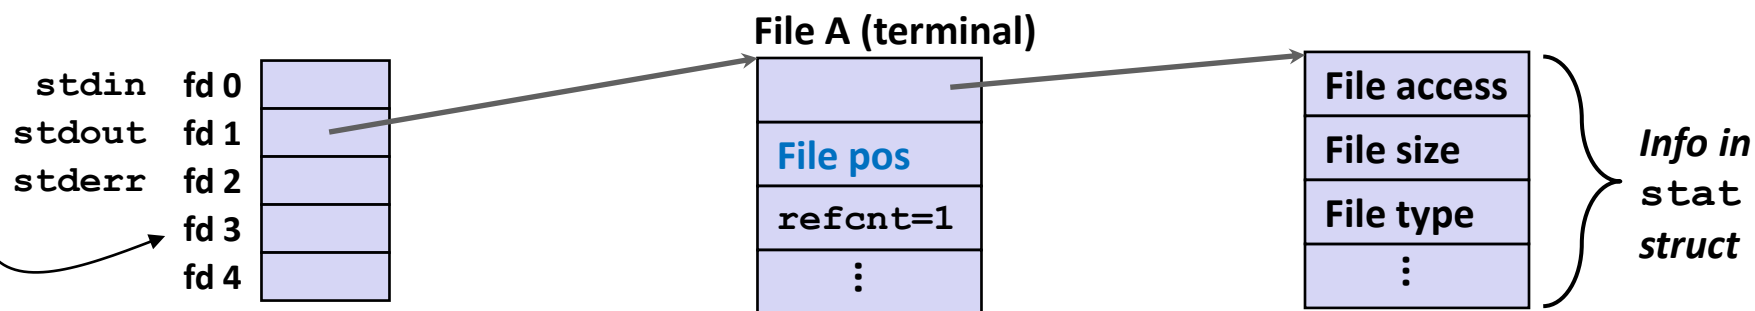 File A (terminal)
stdin fd 0
stdout fd 1
stderr fd 2
fd 3
fd 4
File pos
refcnt=1
⋮
File access
File size
File type
⋮
Info in
stat
struct